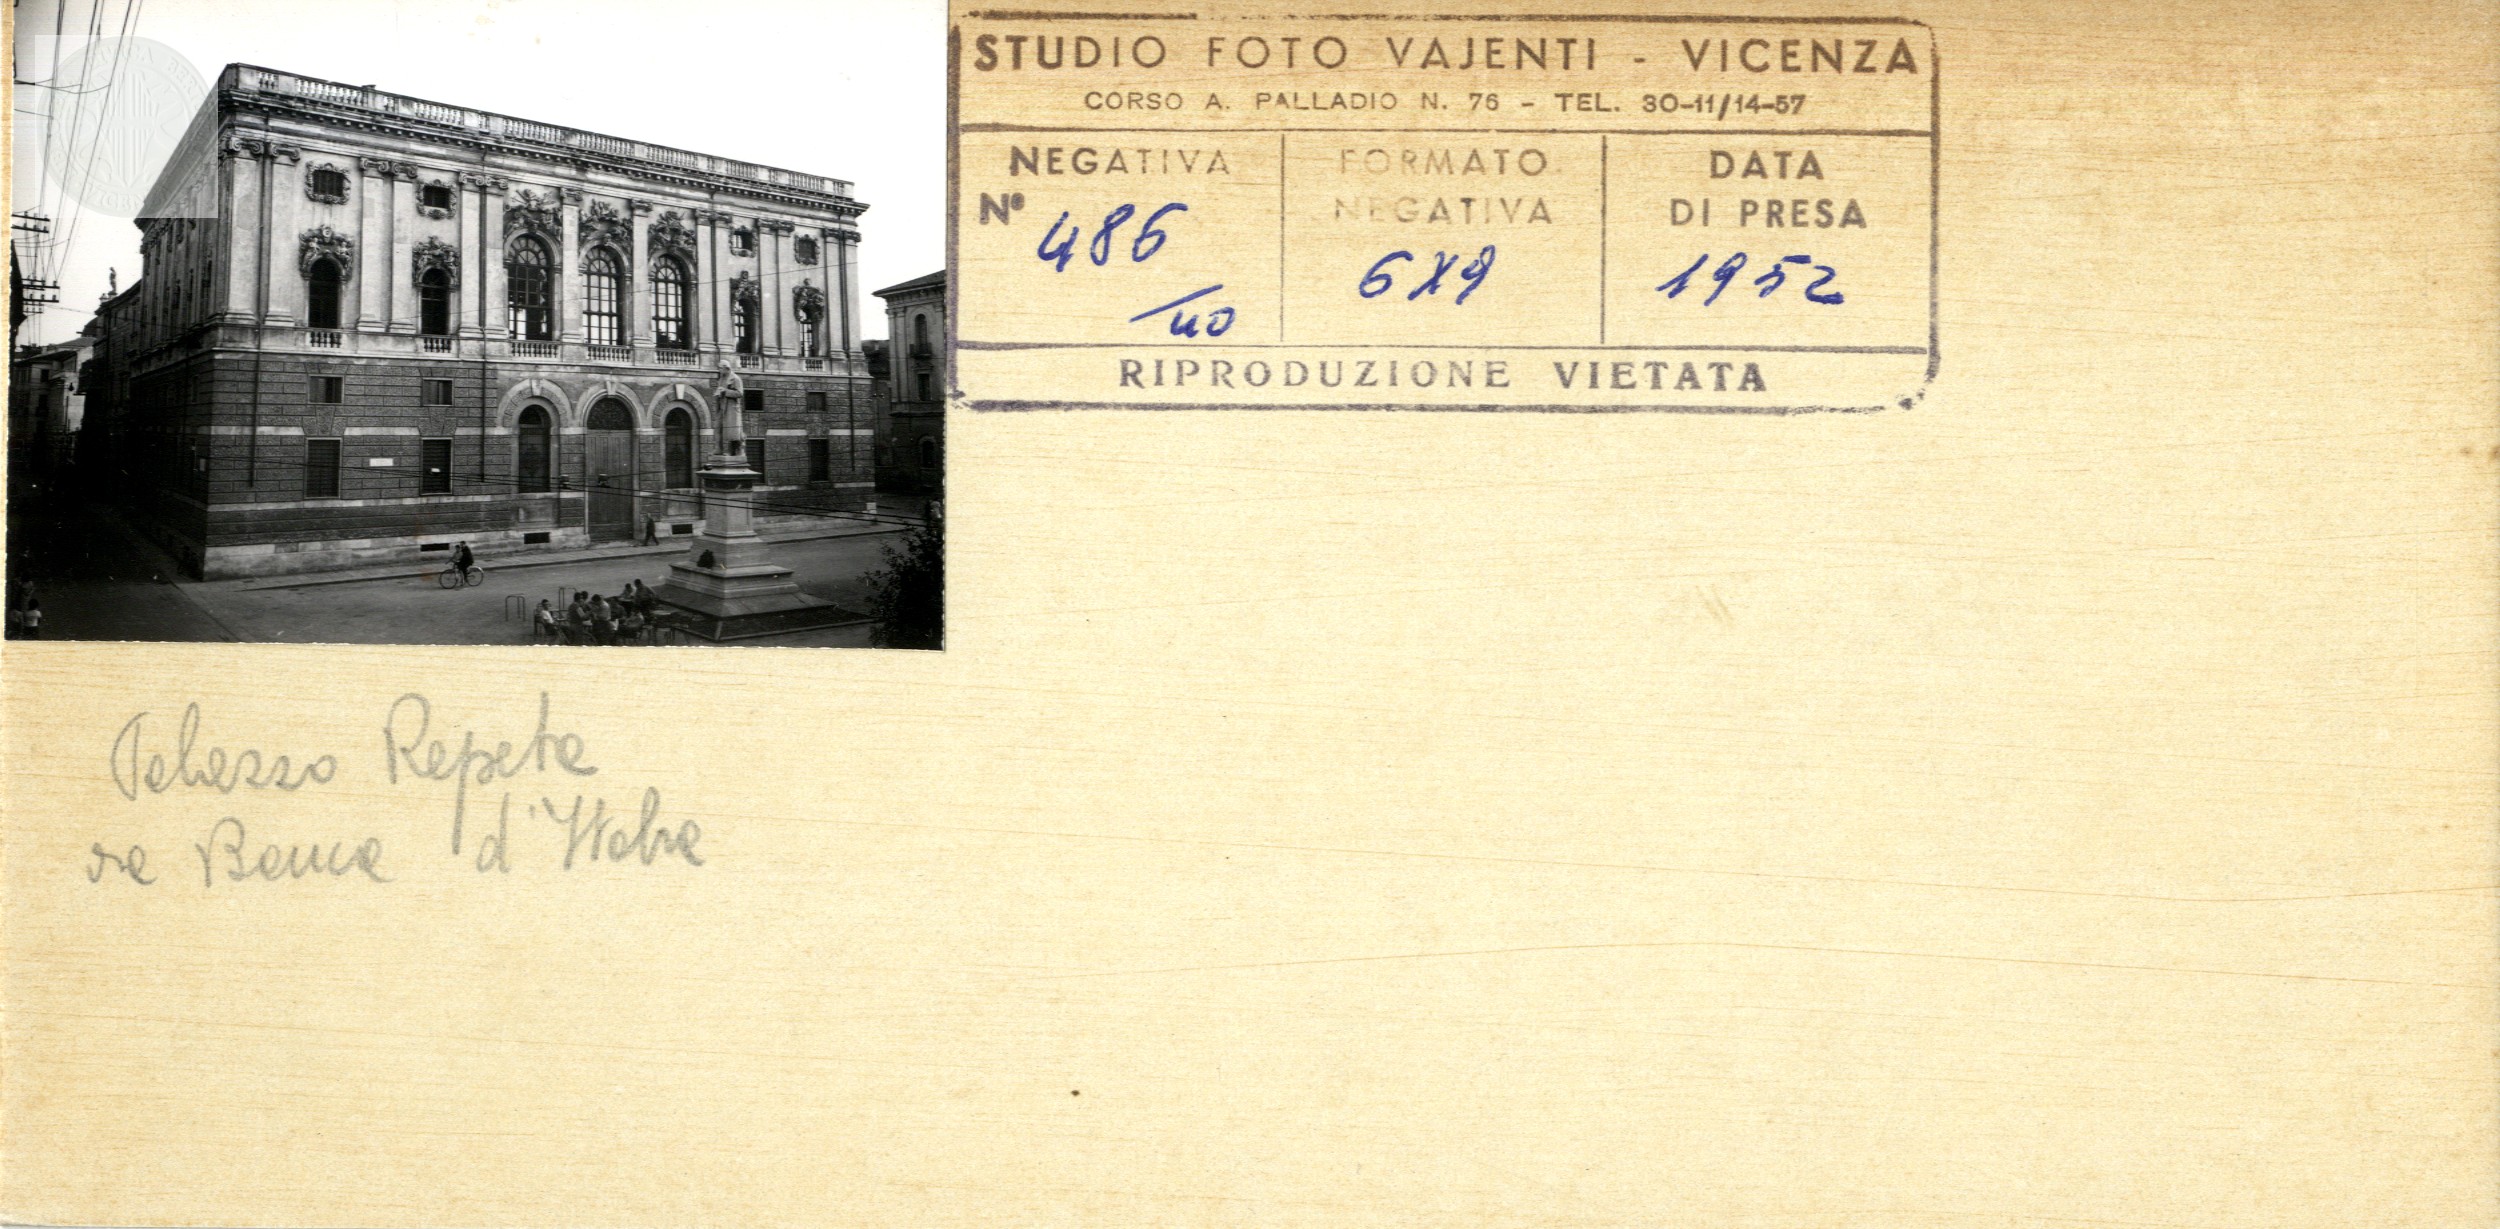 STUDIO FOTO VAJENTI - VICENZA
CORSO A. PALLADIO N. 76 - TEL. 30-11/14-57
NEGATIVA
Nº 486
/40
FORMATO
NEGATIVA
6X9
DATA
DI PRESA
1952
RIPRODUZIONE VIETATA
Palazzo Repeta
Banca d'Italia